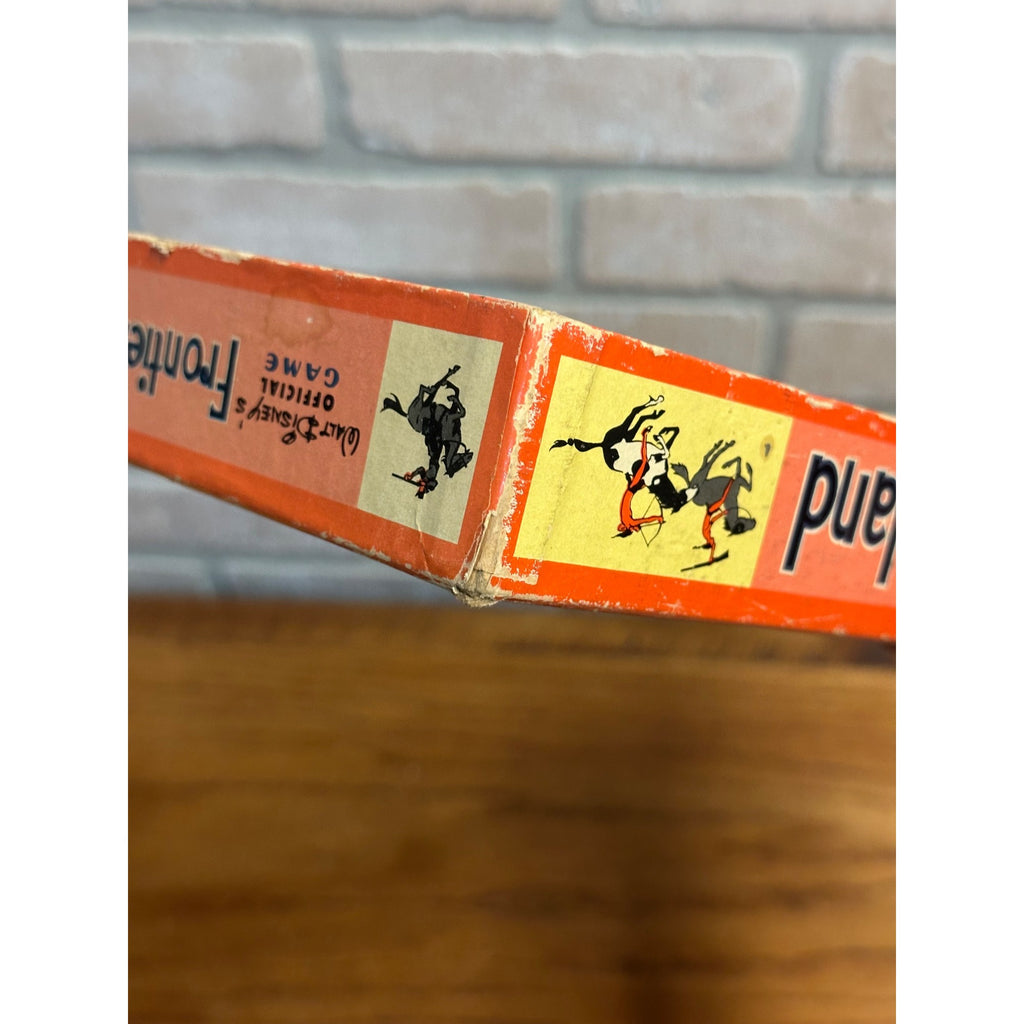 Walt Disney's
OFFICIAL
GAME
Frontie
land